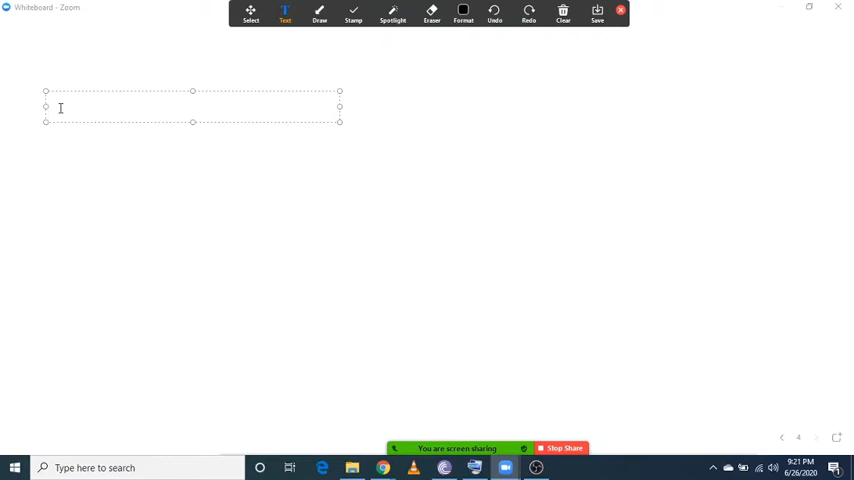 Whiteboard - Zoom
Select
Text
Draw
Stamp
Spotlight
Eraser
Format
Undo
Redo
Clear
Save
4
You are screen sharing
Stop Share
Type here to search
9:21 PM
6/26/2020
1